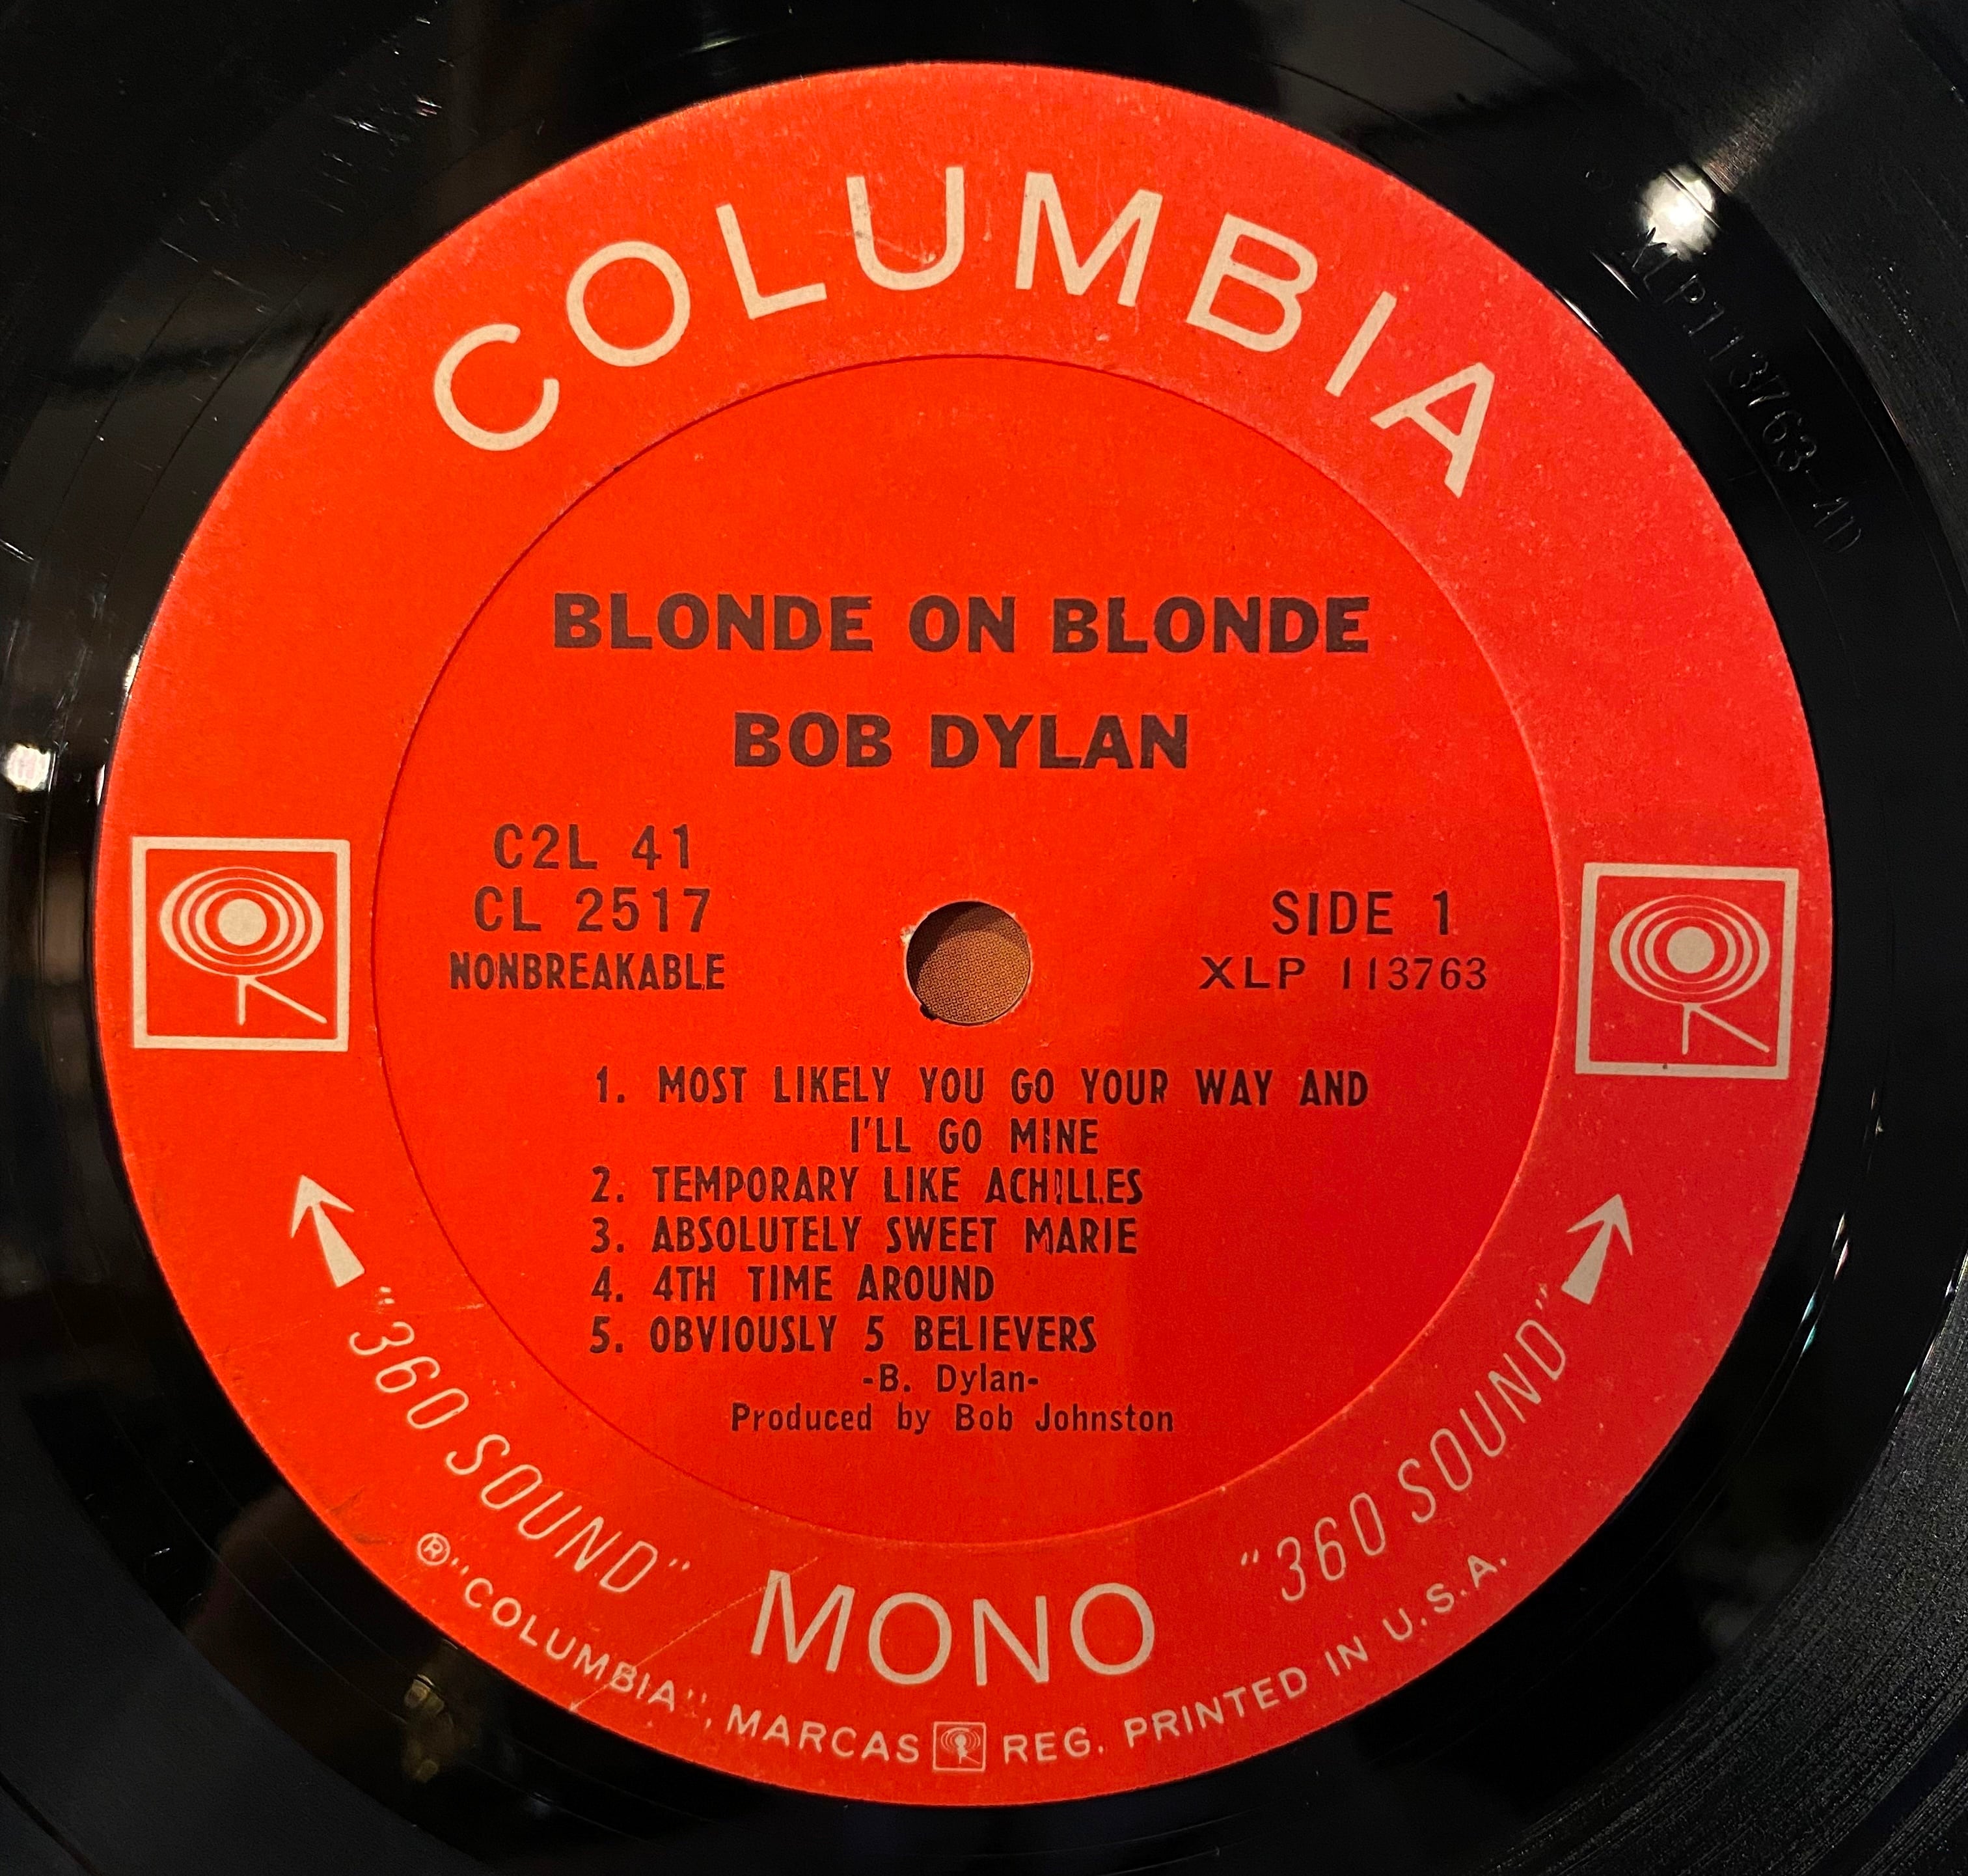 COLUMBIA
BLONDE ON BLONDE
BOB DYLAN
C2L 41
CL 2517
NONBREAKABLE
SIDE 1
XLP 113763
1. MOST LIKELY YOU GO YOUR WAY AND
I'LL GO MINE
2. TEMPORARY LIKE ACHILLES
3. ABSOLUTELY SWEET MARIE
4. 4TH TIME AROUND
5. OBVIOUSLY 5 BELIEVERS
-B. Dylan-
Produced by Bob Johnston
"360 SOUND" MONO "360 SOUND"
® "COLUMBIA", MARCAS REG. PRINTED IN U.S.A.
XLP113763-1D